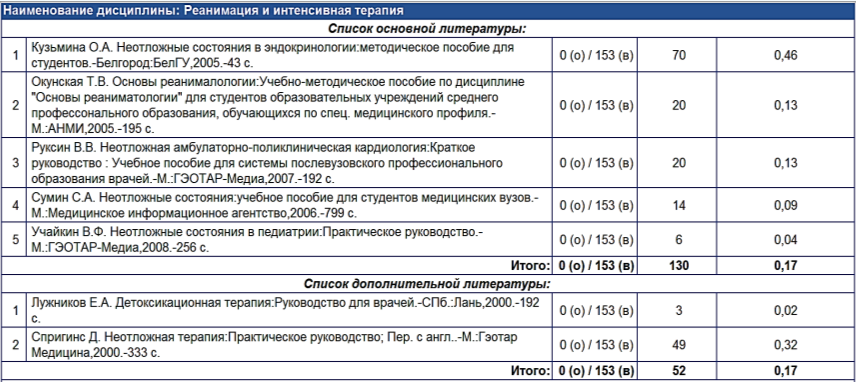 Наименование дисциплины: Реанимация и интенсивная терапия
Список основной литературы:
1 Кузьмина О.А. Неотложные состояния в эндокринологии:методическое пособие для
студентов.-Белгород:БелГУ,2005.-43 с. 0 (о) / 153 (в) 70 0,46
Окунская Т.В. Основы реаниmалологии:Учебно-методическое пособие по дисциплине
2 "Основы реаниматологии" для студентов образовательных учреждений среднего 0 (о) / 153 (в) 20 0,13
профессонального образования, обучающихся по спец. медицинского профиля.-
М.:АНМИ,2005.-195 с.
Руксин В.В. Неотложная амбулаторно-поликлиническая кардиология:Краткое
3 руководство : Учебное пособие для системы послевузовского профессионального 0 (о) / 153 (в) 20 0,13
образования врачей.-М.:ГЭОТАР-Медиа,2007.-192 с.
4 Сумин С.А. Неотложные состояния:учебное пособие для студентов медицинских вузов.-
М.:Медицинское информационное агентство,2006.-799 с. 0 (о) / 153 (в) 14 0,09
5 Учайкин В.Ф. Неотложные состояния в педиатрии:Практическое руководство.-
М.:ГЭОТАР-Медиа,2008.-256 с. 0 (о) / 153 (в) 6 0,04
Итого: 0 (о) / 153 (в) 130 0,17
Список дополнительной литературы:
1 Лужников Е.А. Детоксикационная терапия:Руководство для врачей.-СПб.:Лань,2000.-192
с. 0 (о) / 153 (в) 3 0,02
2 Спригинс Д. Неотложная терапия:Практическое руководство; Пер. с англ..-М.:Гэотар
Медицина,2000.-333 с. 0 (о) / 153 (в) 49 0,32
Итого: 0 (о) / 153 (в) 52 0,17